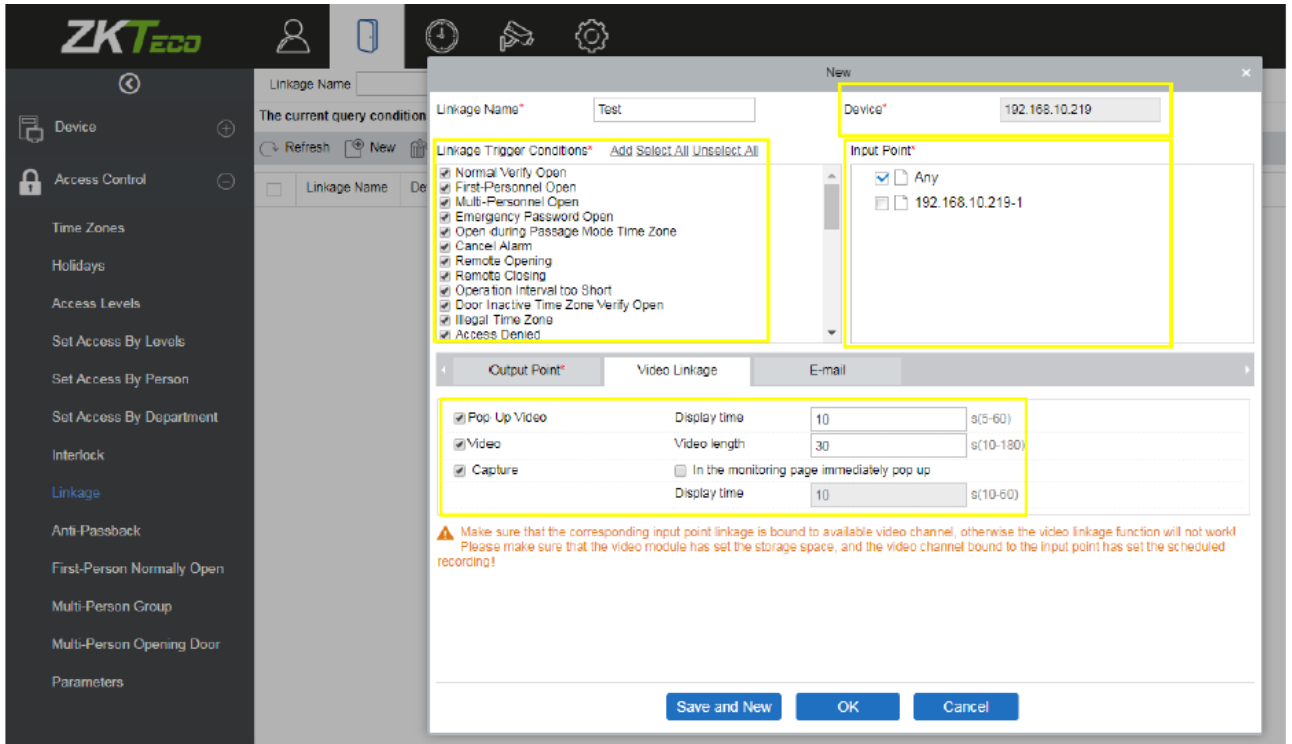 ZKTECO
Linkage Name
The current query condition
Refresh New
Linkage Name De
Device
Access Control
Time Zones
Holidays
Access Levels
Set Access By Levels
Set Access By Person
Set Access By Department
Interlock
Linkage
Anti-Passback
First-Person Normally Open
Multi-Person Group
Multi-Person Opening Door
Parameters
New
Linkage Name* Test Device* 192.168.10.219
Linkage Trigger Conditions* Add Select All Unselect All
Normal Verify Open
First-Personnel Open
Multi-Personnel Open
Emergency Password Open
Open during Passage Mode Time Zone
Cancel Alarm
Remote Opening
Remote Closing
Operation Interval too Short
Door Inactive Time Zone Verify Open
Illegal Time Zone
Access Denied
Input Point*
Any
192.168.10.219-1
Output Point* Video Linkage E-mail
Pop Up Video Display time 10 s(5-60)
Video Video length 30 s(10-180)
Capture In the monitoring page immediately pop up
Display time 10 s(10-60)
Make sure that the corresponding input point linkage is bound to available video channel, otherwise the video linkage function will not work!
Please make sure that the video module has set the storage space, and the video channel bound to the input point has set the scheduled
recording!
Save and New OK Cancel